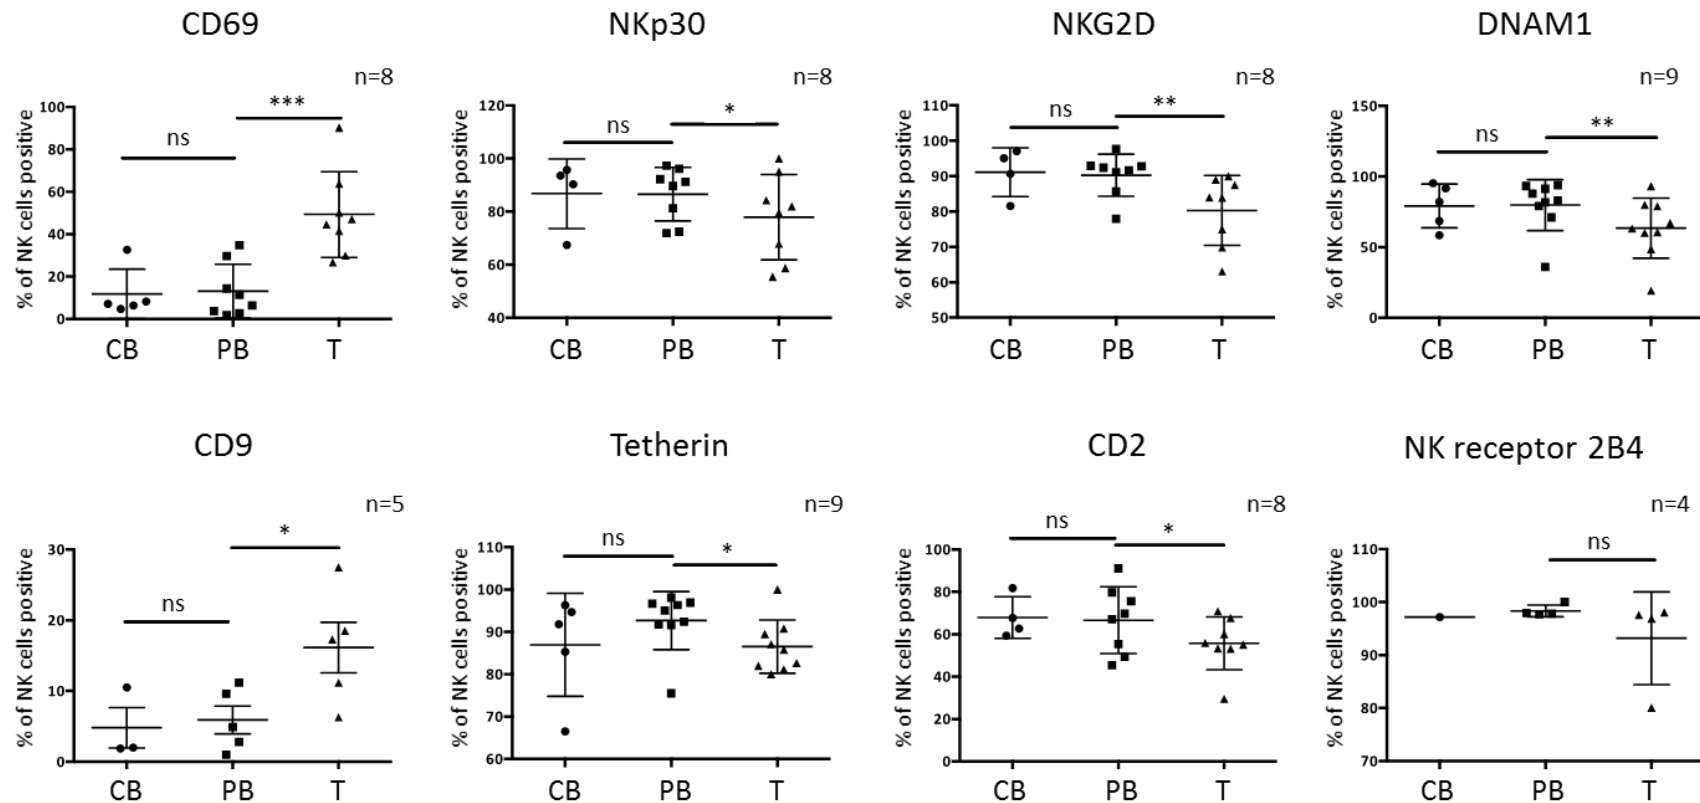 CD69
n=8
***
ns
% of NK cells positive
100
80
60
40
20
0
CB PB T
NKp30
n=8
*
ns
% of NK cells positive
120
100
80
60
40
CB PB T
NKG2D
n=8
**
ns
% of NK cells positive
110
100
90
80
70
60
50
CB PB T
DNAM1
n=9
**
ns
% of NK cells positive
150
100
50
0
CB PB T
CD9
n=5
*
ns
% of NK cells positive
30
20
10
0
CB PB T
Tetherin
n=9
ns
*
% of NK cells positive
110
100
90
80
70
60
CB PB T
CD2
n=8
ns
*
% of NK cells positive
100
80
60
40
20
0
CB PB T
NK receptor 2B4
n=4
ns
% of NK cells positive
110
100
90
80
70
CB PB T